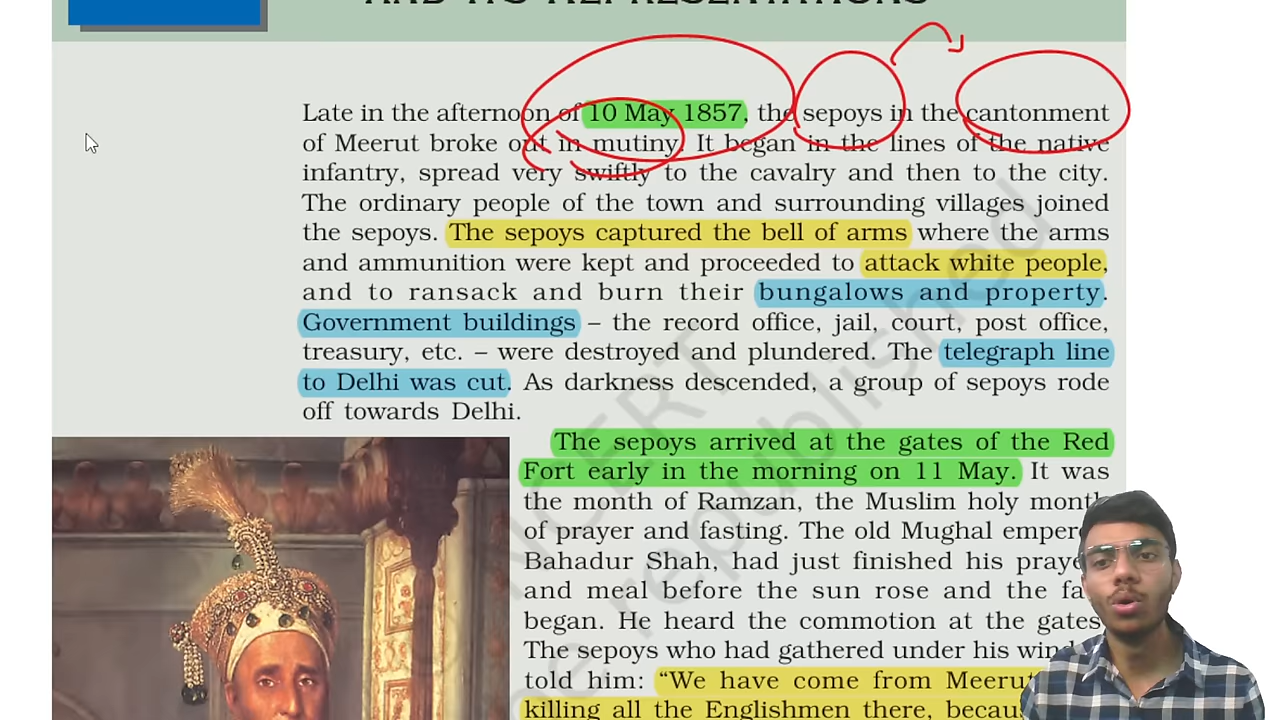 AND ITS REPRESENTATIONS
Late in the afternoon of 10 May 1857, the sepoys in the cantonment
of Meerut broke out in mutiny. It began in the lines of the native
infantry, spread very swiftly to the cavalry and then to the city.
The ordinary people of the town and surrounding villages joined
the sepoys. The sepoys captured the bell of arms where the arms
and ammunition were kept and proceeded to attack white people,
and to ransack and burn their bungalows and property.
Government buildings – the record office, jail, court, post office,
treasury, etc. – were destroyed and plundered. The telegraph line
to Delhi was cut. As darkness descended, a group of sepoys rode
off towards Delhi.
The sepoys arrived at the gates of the Red
Fort early in the morning on 11 May. It was
the month of Ramzan, the Muslim holy month
of prayer and fasting. The old Mughal
Bahadur Shah, had just finished his
and meal before the sun rose and the
began. He heard the commotion at the gates.
The sepoys who had gathered under his
told him: “We have come from Meerut
killing all the Englishmen there,
NCERT
republished